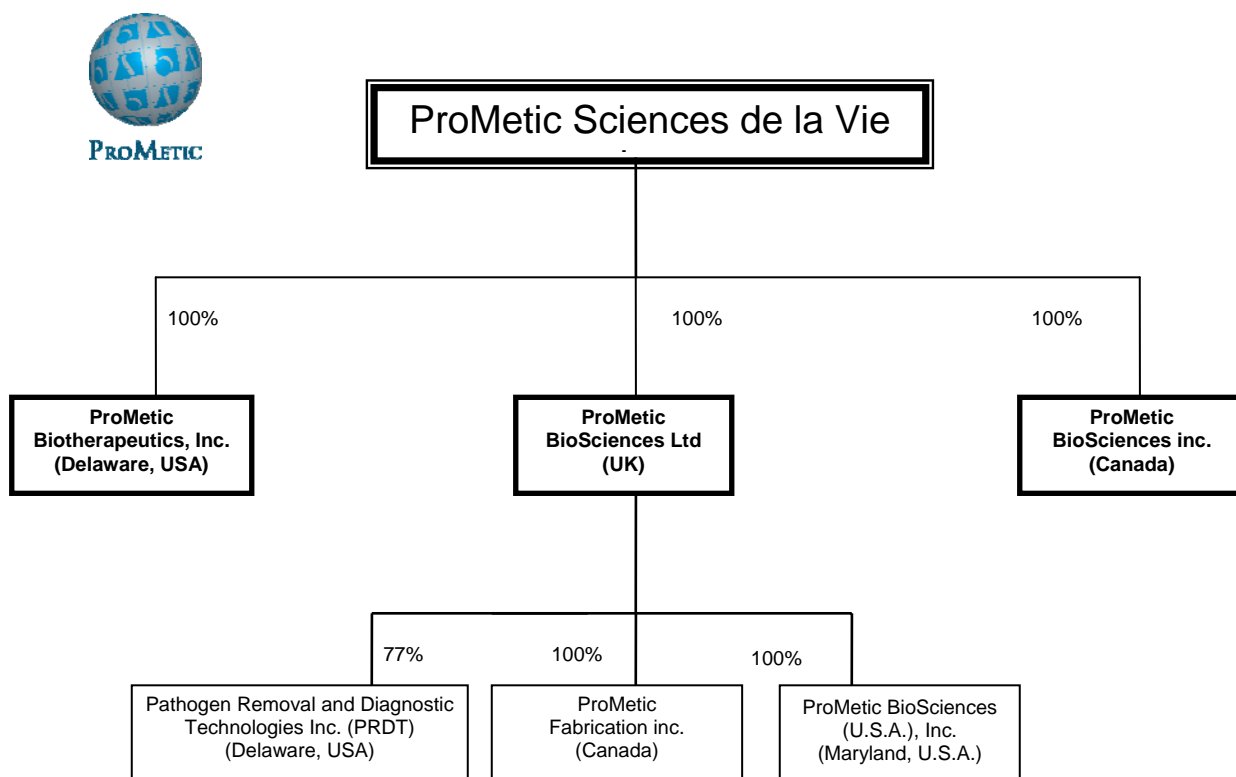 PROMETIC
ProMetic Sciences de la Vie
-
100%
100%
100%
ProMetic
Biotherapeutics, Inc.
(Delaware, USA)
ProMetic
BioSciences Ltd
(UK)
ProMetic
BioSciences inc.
(Canada)
77%
100%
100%
Pathogen Removal and Diagnostic
Technologies Inc. (PRDT)
(Delaware, USA)
ProMetic
Fabrication inc.
(Canada)
ProMetic BioSciences
(U.S.A.), Inc.
(Maryland, U.S.A.)